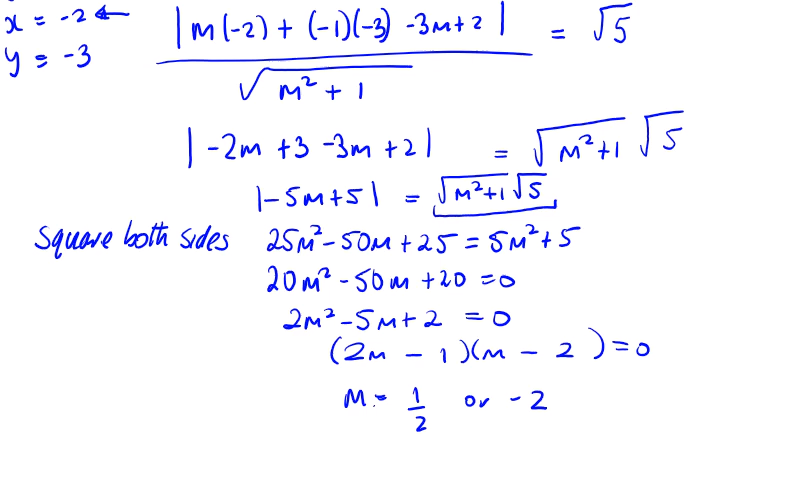 x = -2 ←
y = -3
|m(-2) + (-1)(-3) -3m+2| / √(m² + 1) = √5
|-2m +3 -3m +2| = √(m²+1) √5
|-5m+5| = √(m²+1) √5
Square both sides 25m²-50m+25 = 5m²+5
20m² -50m +20 =0
2m² -5m+2 =0
(2m - 1)(m - 2)=0
m = 1/2 or -2